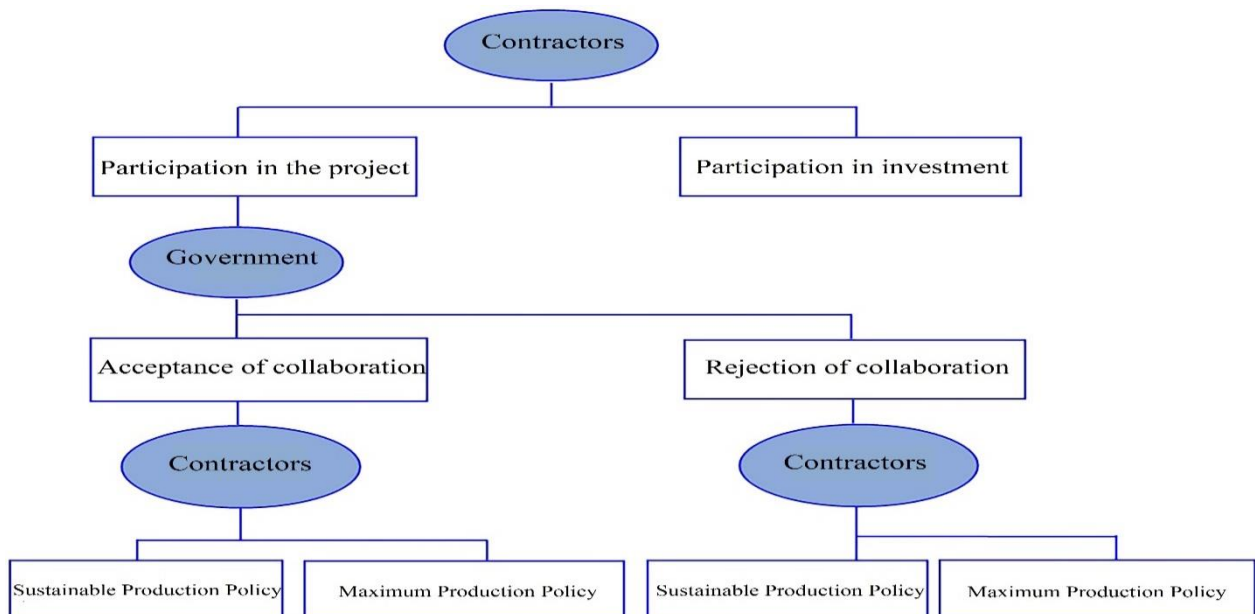 Contractors
Participation in the project
Participation in investment
Government
Acceptance of collaboration
Rejection of collaboration
Contractors
Contractors
Sustainable Production Policy
Maximum Production Policy
Sustainable Production Policy
Maximum Production Policy